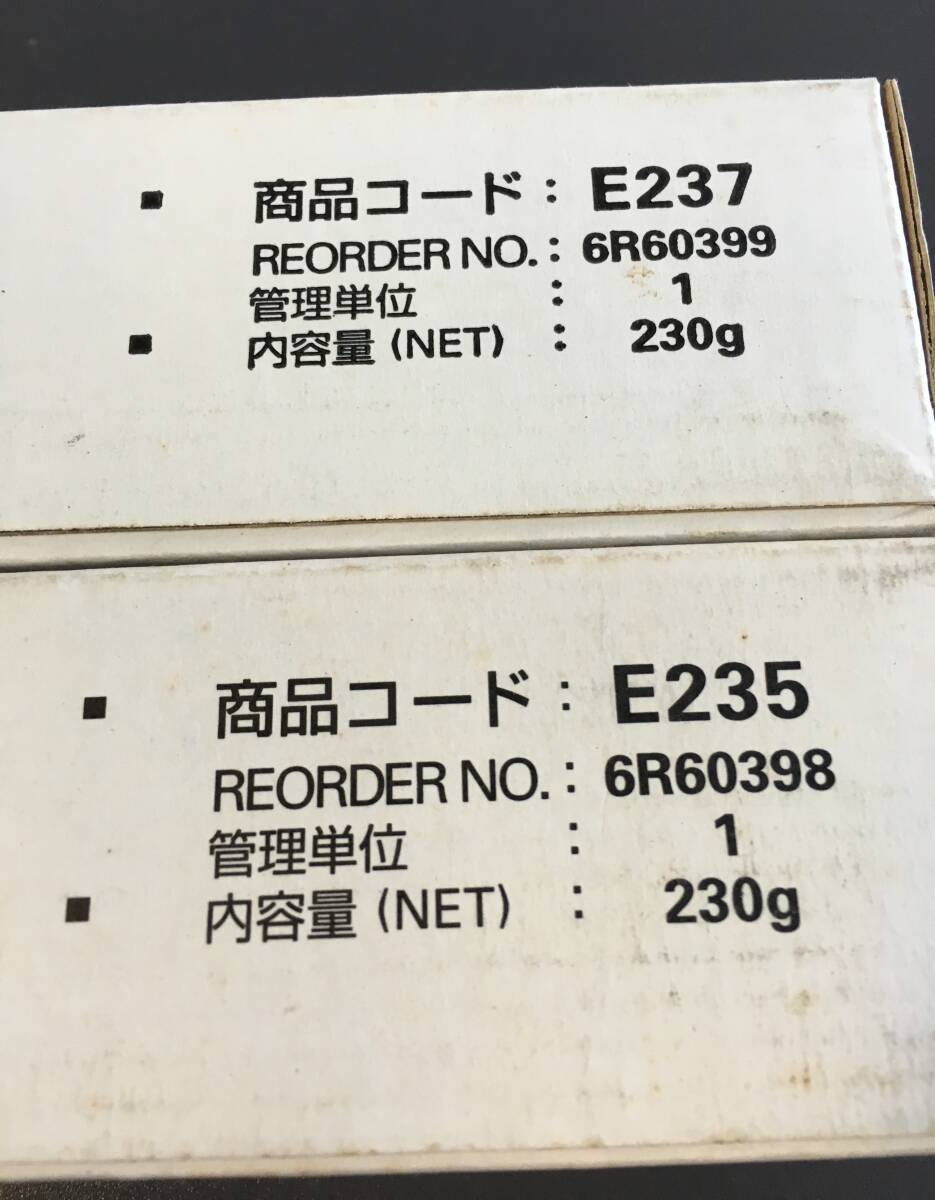 ■ 商品コード : E237
REORDER NO. : 6R60399
管理単位 : 1
■ 内容量 (NET) : 230g
■ 商品コード : E235
REORDER NO. : 6R60398
管理単位 : 1
■ 内容量 (NET) : 230g